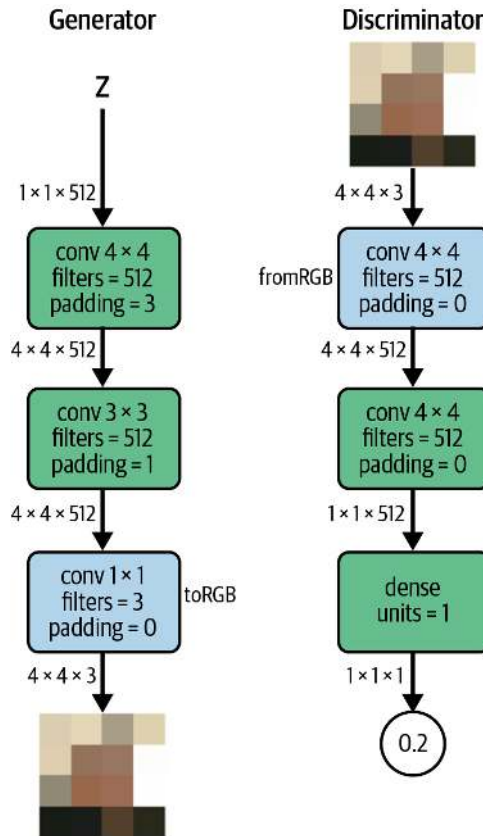 Generator
Z
1 × 1 × 512
conv 4 × 4
filters = 512
padding = 3
4 × 4 × 512
conv 3 × 3
filters = 512
padding = 1
4 × 4 × 512
conv 1 × 1
filters = 3
padding = 0
toRGB
4 × 4 × 3
Discriminator
4 × 4 × 3
fromRGB
conv 4 × 4
filters = 512
padding = 0
4 × 4 × 512
conv 4 × 4
filters = 512
padding = 0
1 × 1 × 512
dense
units = 1
1 × 1 × 1
0.2